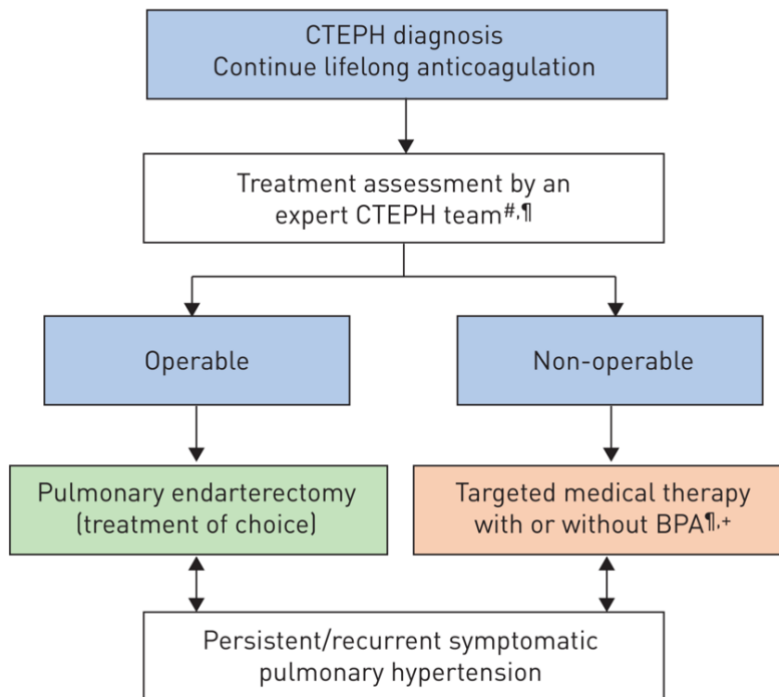 CTEPH diagnosis
Continue lifelong anticoagulation
Treatment assessment by an
expert CTEPH team#,¶
Operable
Non-operable
Pulmonary endarterectomy
(treatment of choice)
Targeted medical therapy
with or without BPA¶,+
Persistent/recurrent symptomatic
pulmonary hypertension